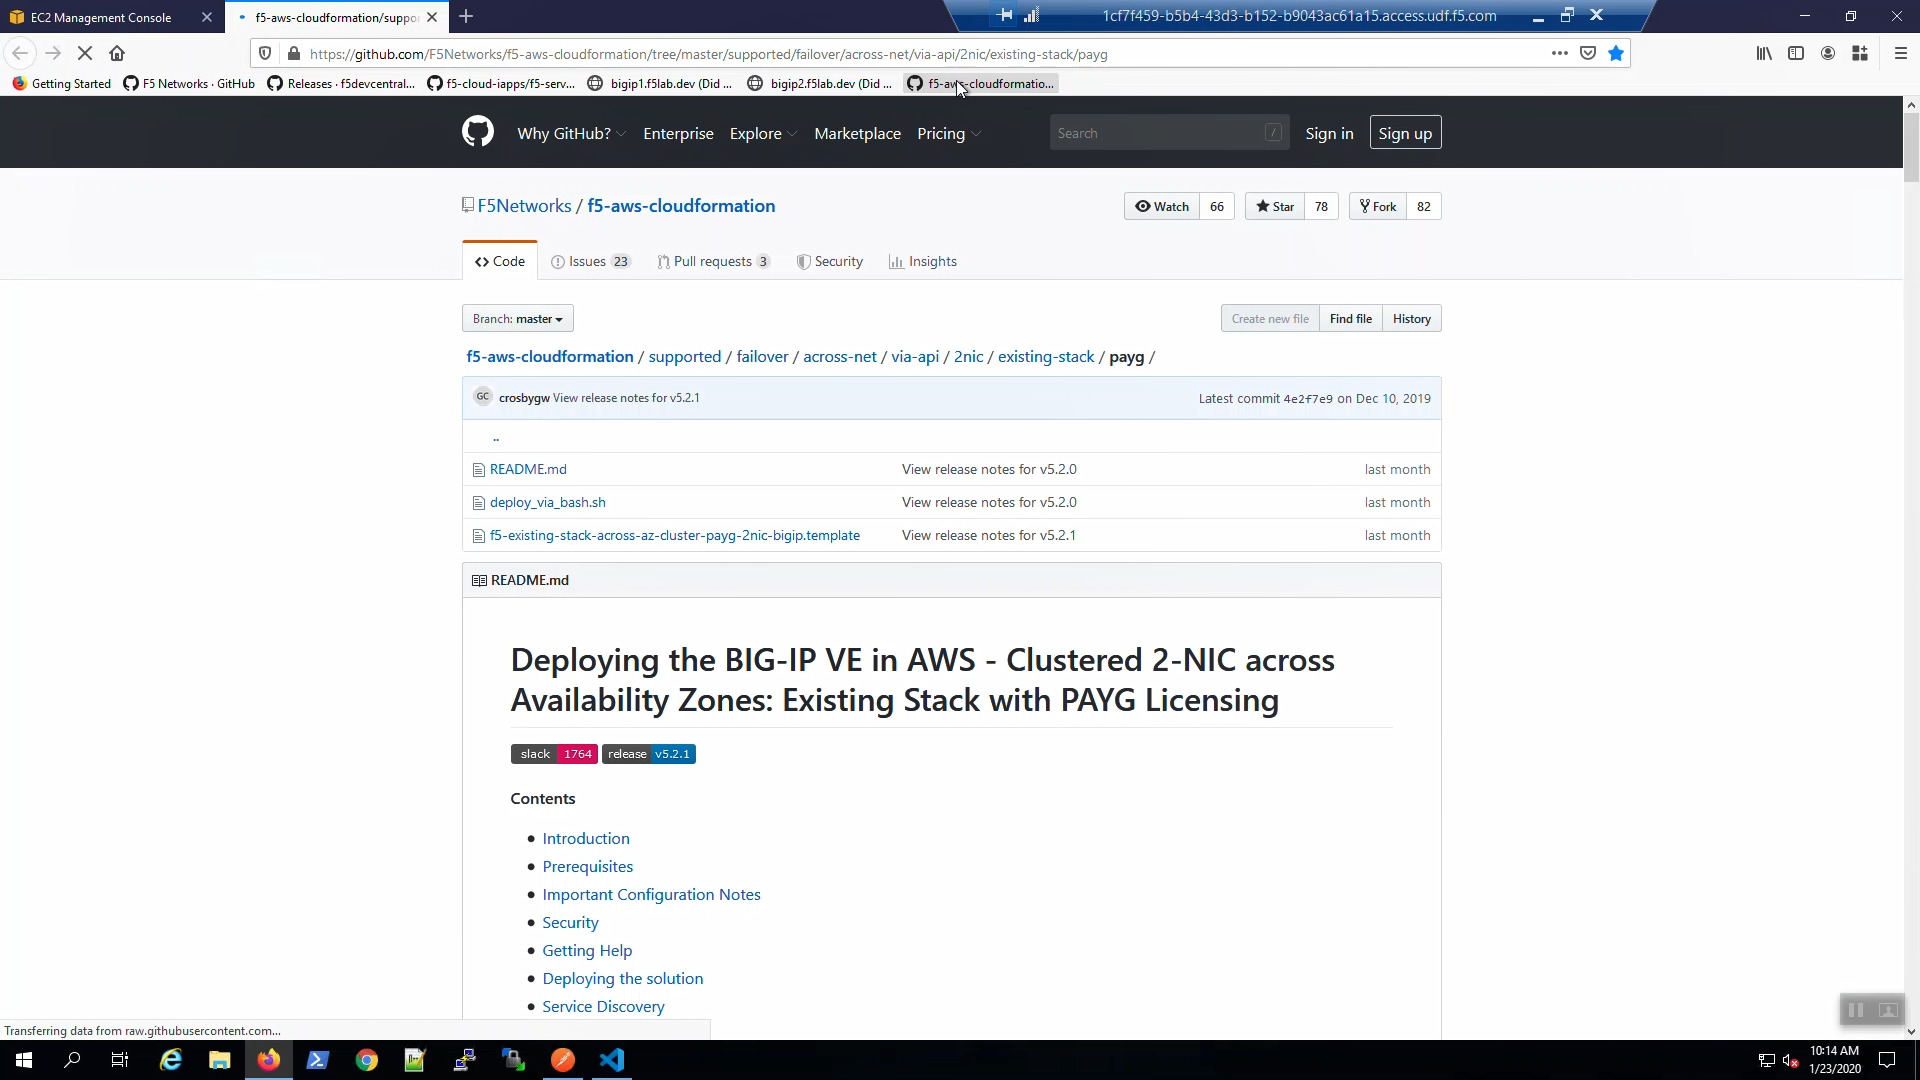 EC2 Management Console
f5-aws-cloudformation/suppo
1cf7f459-b5b4-43d3-b152-b9043ac61a15.access.udf.f5.com
https://github.com/F5Networks/f5-aws-cloudformation/tree/master/supported/failover/across-net/via-api/2nic/existing-stack/payg
Getting Started
F5 Networks · GitHub
Releases · f5devcentral...
f5-cloud-iapps/f5-serv...
bigip1.f5lab.dev (Did ...
bigip2.f5lab.dev (Did ...
f5-aws-cloudformatio...
Why GitHub?
Enterprise
Explore
Marketplace
Pricing
Search
/
Sign in
Sign up
F5Networks / f5-aws-cloudformation
Watch 66
Star 78
Fork 82
Code
Issues 23
Pull requests 3
Security
Insights
Branch: master
Create new file
Find file
History
f5-aws-cloudformation / supported / failover / across-net / via-api / 2nic / existing-stack / payg /
GC crosbygw View release notes for v5.2.1
Latest commit 4e2f7e9 on Dec 10, 2019
..
README.md View release notes for v5.2.0 last month
deploy_via_bash.sh View release notes for v5.2.0 last month
f5-existing-stack-across-az-cluster-payg-2nic-bigip.template View release notes for v5.2.1 last month
README.md
Deploying the BIG-IP VE in AWS - Clustered 2-NIC across
Availability Zones: Existing Stack with PAYG Licensing
slack 1764 release v5.2.1
Contents
• Introduction
• Prerequisites
• Important Configuration Notes
• Security
• Getting Help
• Deploying the solution
• Service Discovery
Transferring data from raw.githubusercontent.com...
10:14 AM
1/23/2020